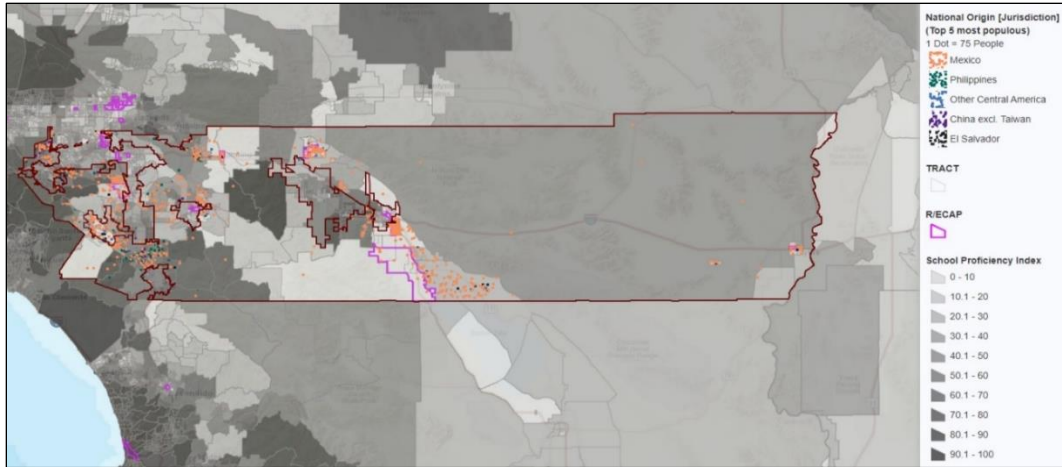 National Origin [Jurisdiction]
(Top 5 most populous)
1 Dot = 75 People
Mexico
Philippines
Other Central America
China excl. Taiwan
El Salvador
TRACT
R/ECAP
School Proficiency Index
0 - 10
10.1 - 20
20.1 - 30
30.1 - 40
40.1 - 50
50.1 - 60
60.1 - 70
70.1 - 80
80.1 - 90
90.1 - 100